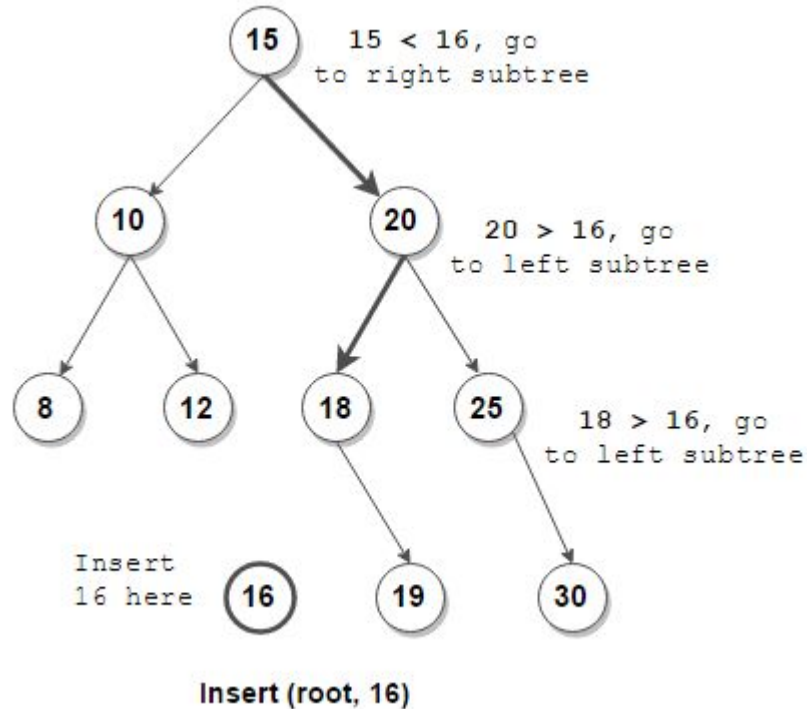 15
15 < 16, go
to right subtree
10
20
20 > 16, go
to left subtree
8
12
18
25
18 > 16, go
to left subtree
Insert
16 here
16
19
30
Insert (root, 16)